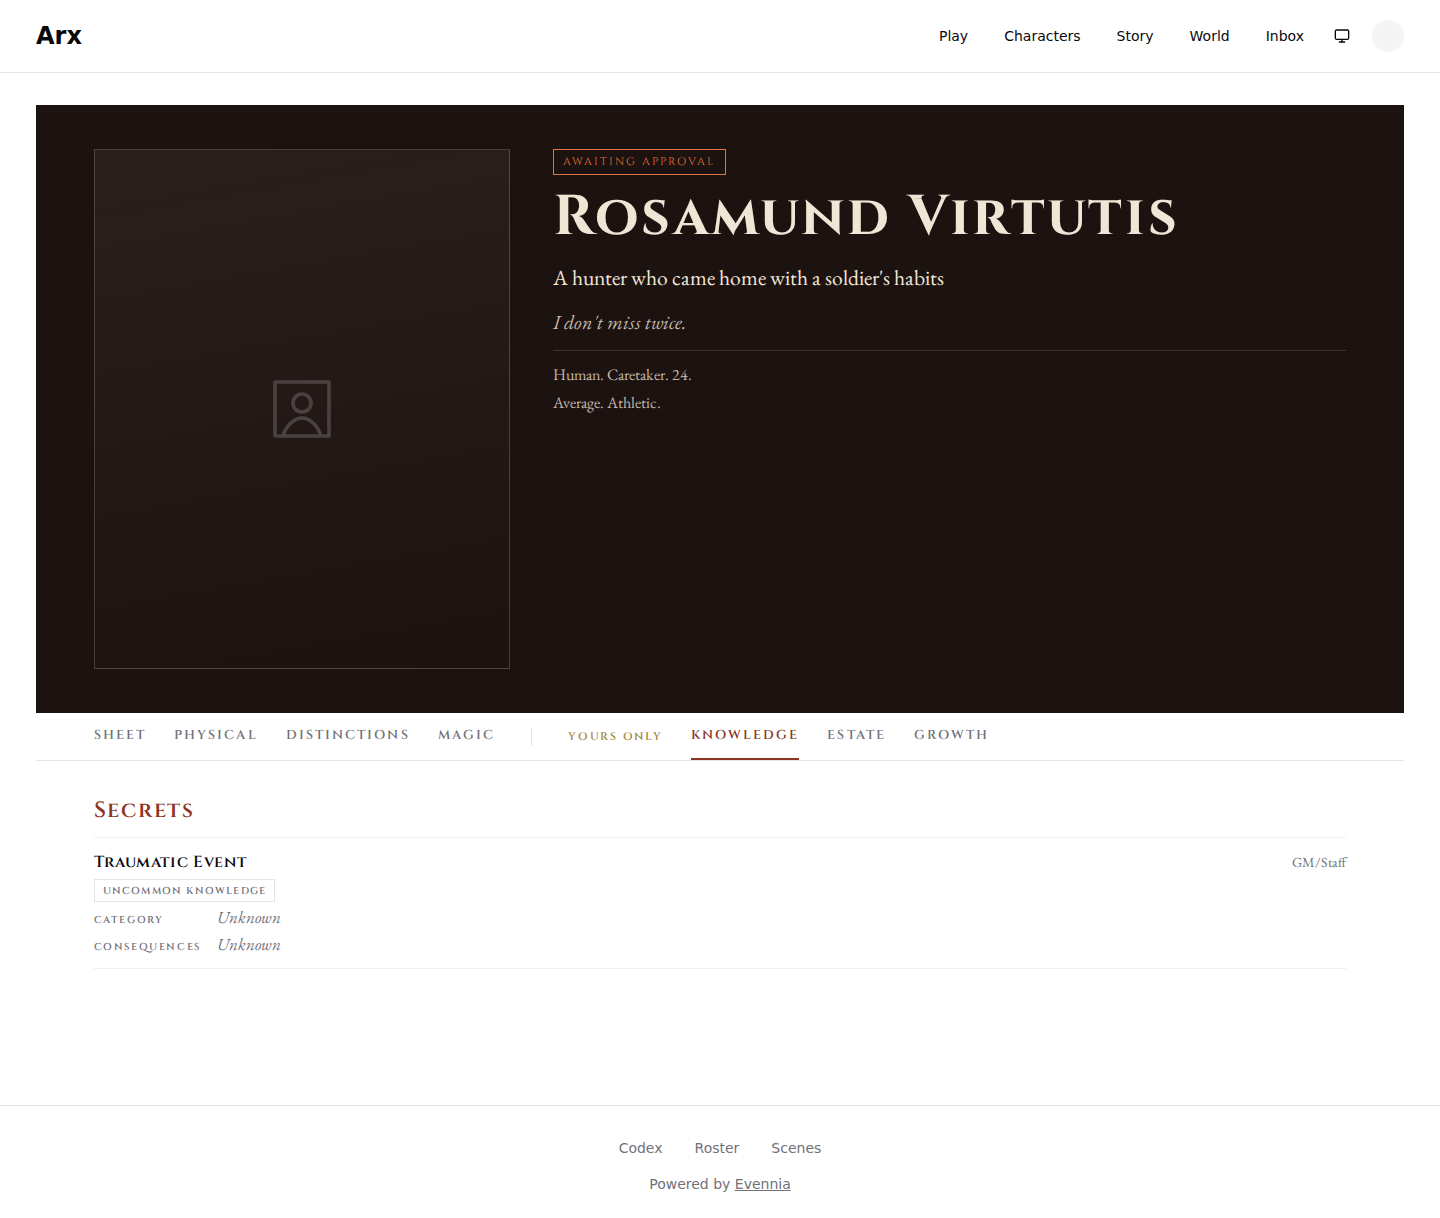 Arx
Play Characters Story World Inbox
AWAITING APPROVAL
Rosamund Virtutis
A hunter who came home with a soldier's habits
I don't miss twice.
Human. Caretaker. 24.
Average. Athletic.
SHEET PHYSICAL DISTINCTIONS MAGIC YOURS ONLY KNOWLEDGE ESTATE GROWTH
Secrets
Traumatic Event GM/Staff
UNCOMMON KNOWLEDGE
CATEGORY Unknown
CONSEQUENCES Unknown
Codex Roster Scenes
Powered by Evennia